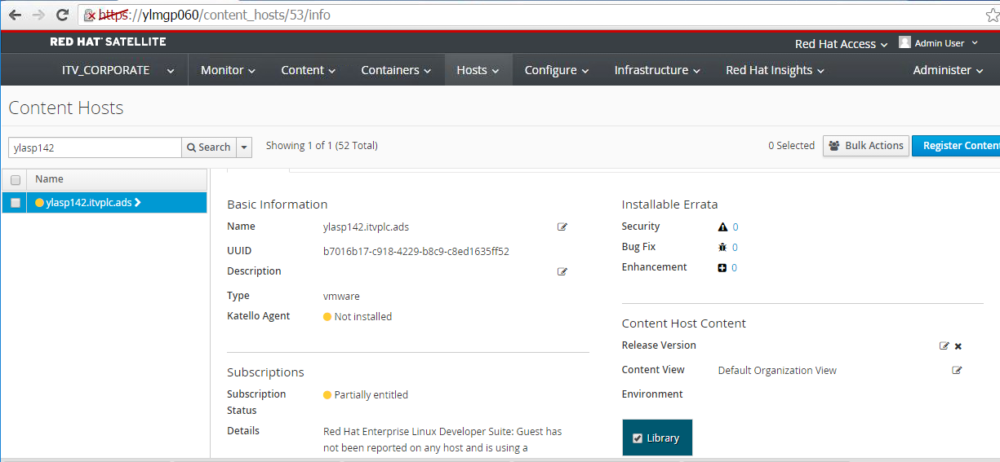 https://ylmgp060/content_hosts/53/info
RED HAT SATELLITE
Red Hat Access
Admin User
ITV_CORPORATE
Monitor
Content
Containers
Hosts
Configure
Infrastructure
Red Hat Insights
Administer
Content Hosts
ylasp142
Search
Showing 1 of 1 (52 Total)
0 Selected
Bulk Actions
Register Conten
Name
ylasp142.itvplc.ads
Basic Information
Name ylasp142.itvplc.ads
UUID b7016b17-c918-4229-b8c9-c8ed1635ff52
Description
Type vmware
Katello Agent Not installed
Subscriptions
Subscription Status Partially entitled
Details Red Hat Enterprise Linux Developer Suite: Guest has
not been reported on any host and is using a
Installable Errata
Security 0
Bug Fix 0
Enhancement 0
Content Host Content
Release Version
Content View Default Organization View
Environment
Library